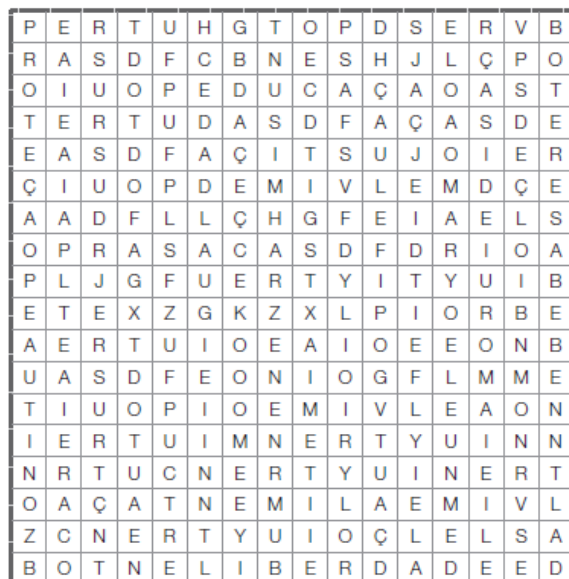 P E R T U H G T O P D S E R V B
R A S D F C B N E S H J L Ç P O
O I U O P E D U C A Ç A O A S T
T E R T U D A S D F A Ç A S D E
E A S D F A Ç I T S U J O I E R
Ç I U O P D E M I V L E M D Ç E
A A D F L L Ç H G F E I A E L S
O P R A S A C A S D F D R I O A
P L J G F U E R T Y I T Y U I B
E T E X Z G K Z X L P I O R B E
A E R T U I O E A I O E E O N B
U A S D F E O N I O G F L M M E
T I U O P I O E M I V L E A O N
I E R T U I M N E R T Y U I N N
N R T U C N E R T Y U I N E R T
O A Ç A T N E M I L A E M I V L
Z C N E R T Y U I O Ç L E L S A
B O T N E L I B E R D A D E E D